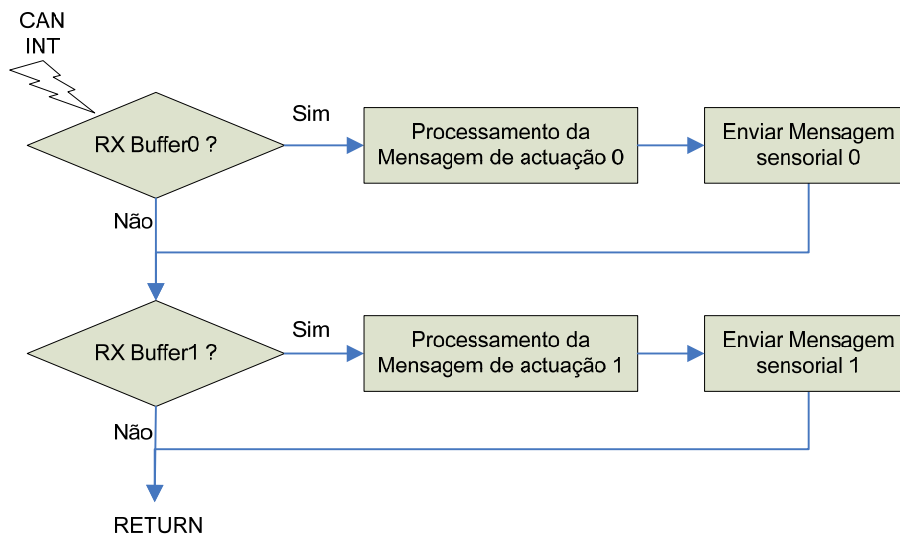 CAN
INT
RX Buffer0 ?
Sim
Processamento da
Mensagem de actuação 0
Enviar Mensagem
sensorial 0
Não
RX Buffer1 ?
Sim
Processamento da
Mensagem de actuação 1
Enviar Mensagem
sensorial 1
Não
RETURN